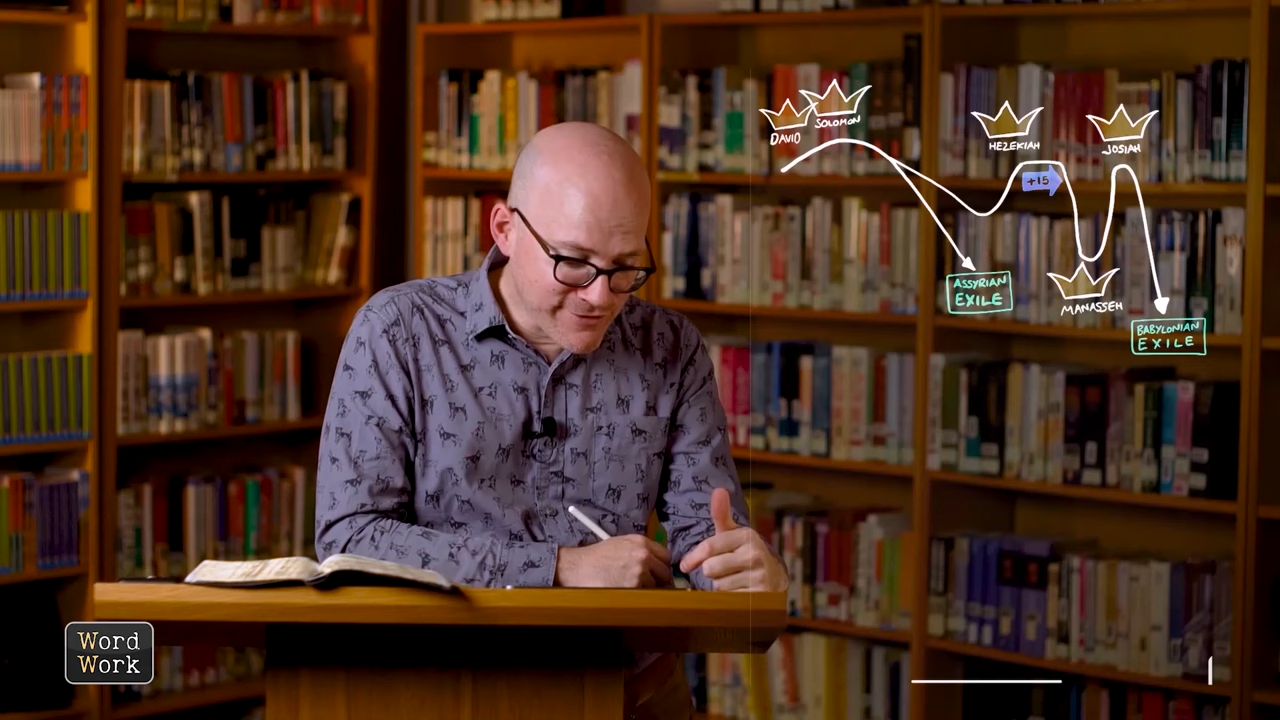 DAVID
SOLOMON
HEZEKIAH
JOSIAH
+15
MANASSEH
ASSYRIAN
EXILE
BABYLONIAN
EXILE
Word
Work